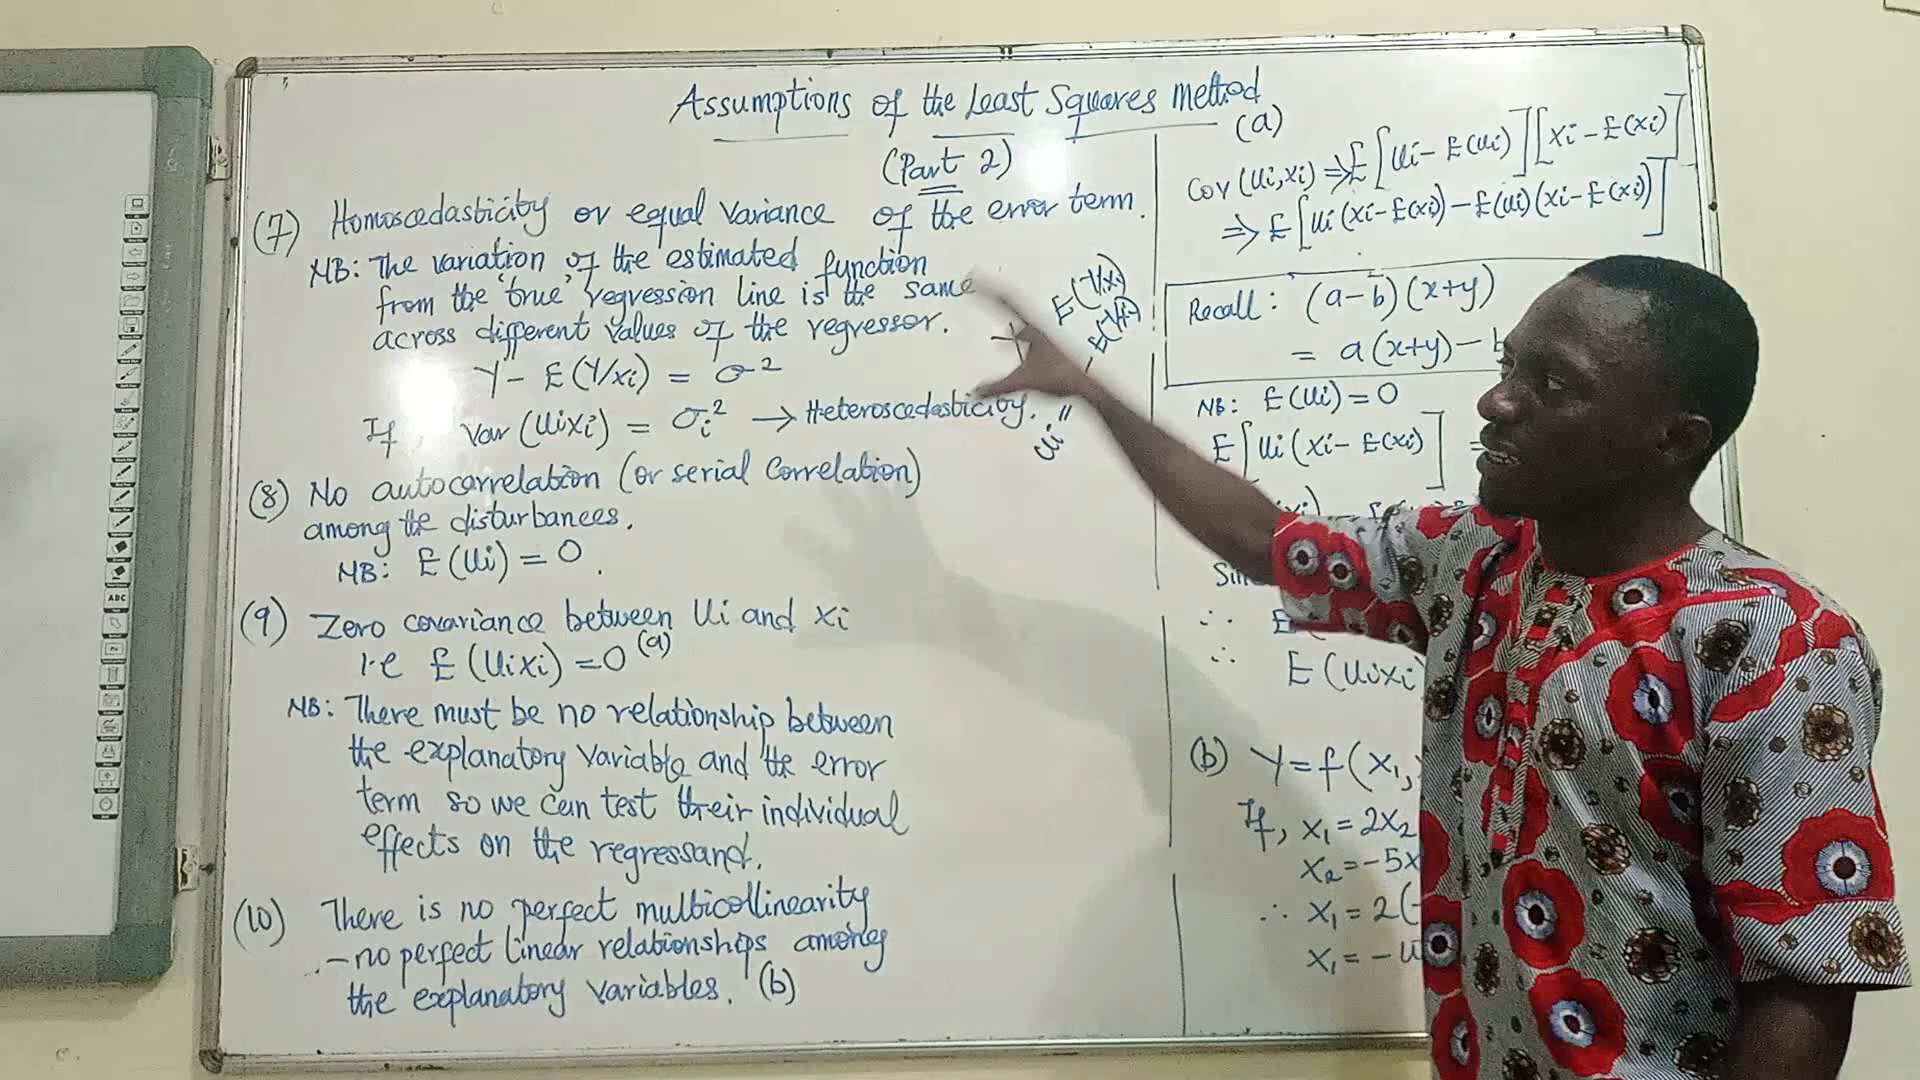 Assumptions of the Least Squares method
(Part 2)
(7) Homoscedasticity or equal variance of the error term.
NB: The variation of the estimated function
from the 'true' regression line is the same
across different values of the regressor.
Y - E(Y/xi) = σ²
If, Var (Uixi) = σi² → Heteroscedasticity.
(8) No autocorrelation (or serial correlation)
among the disturbances.
NB: E(Ui) = 0.
(9) Zero covariance between Ui and xi
i.e E(Uixi) = 0 (a)
NB: There must be no relationship between
the explanatory variable and the error
term so we can test their individual
effects on the regressand.
(10) There is no perfect multicollinearity
- no perfect linear relationships among
the explanatory variables. (b)
E(Y/xi)
Ui =
(a)
Cov (Ui, xi) ⇒ E[Ui - E(Ui)][xi - E(xi)]
⇒ E[Ui(xi - E(xi)) - E(Ui)(xi - E(xi))]
Recall: (a-b)(x+y)
= a(x+y) - b
NB: E(Ui) = 0
E[Ui(xi - E(xi)] =
∴ E
∴ E(Uixi
(b) Y = f(x1,
If, x1 = 2x2
x2 = -5x
∴ x1 = 2(-
x1 = -
ABC